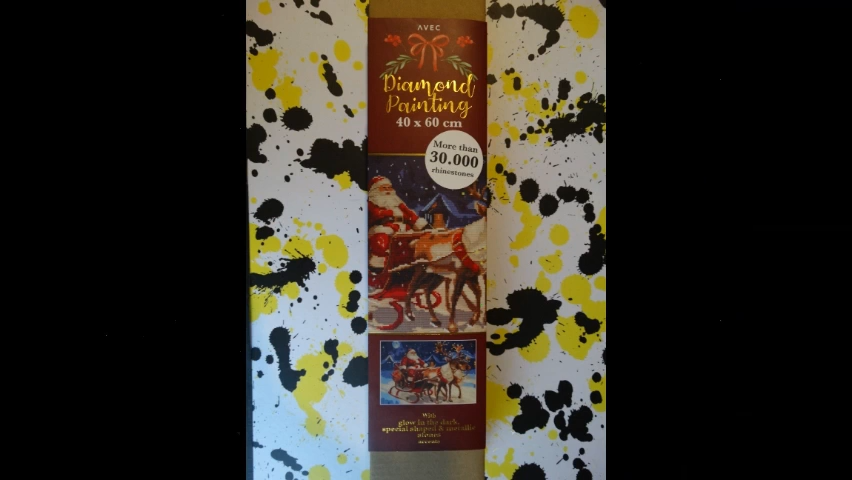 AVEC
Diamond
Painting
40 x 60 cm
More than
30.000
rhinestones
With
glow in the dark,
special shaped & metallic
stones